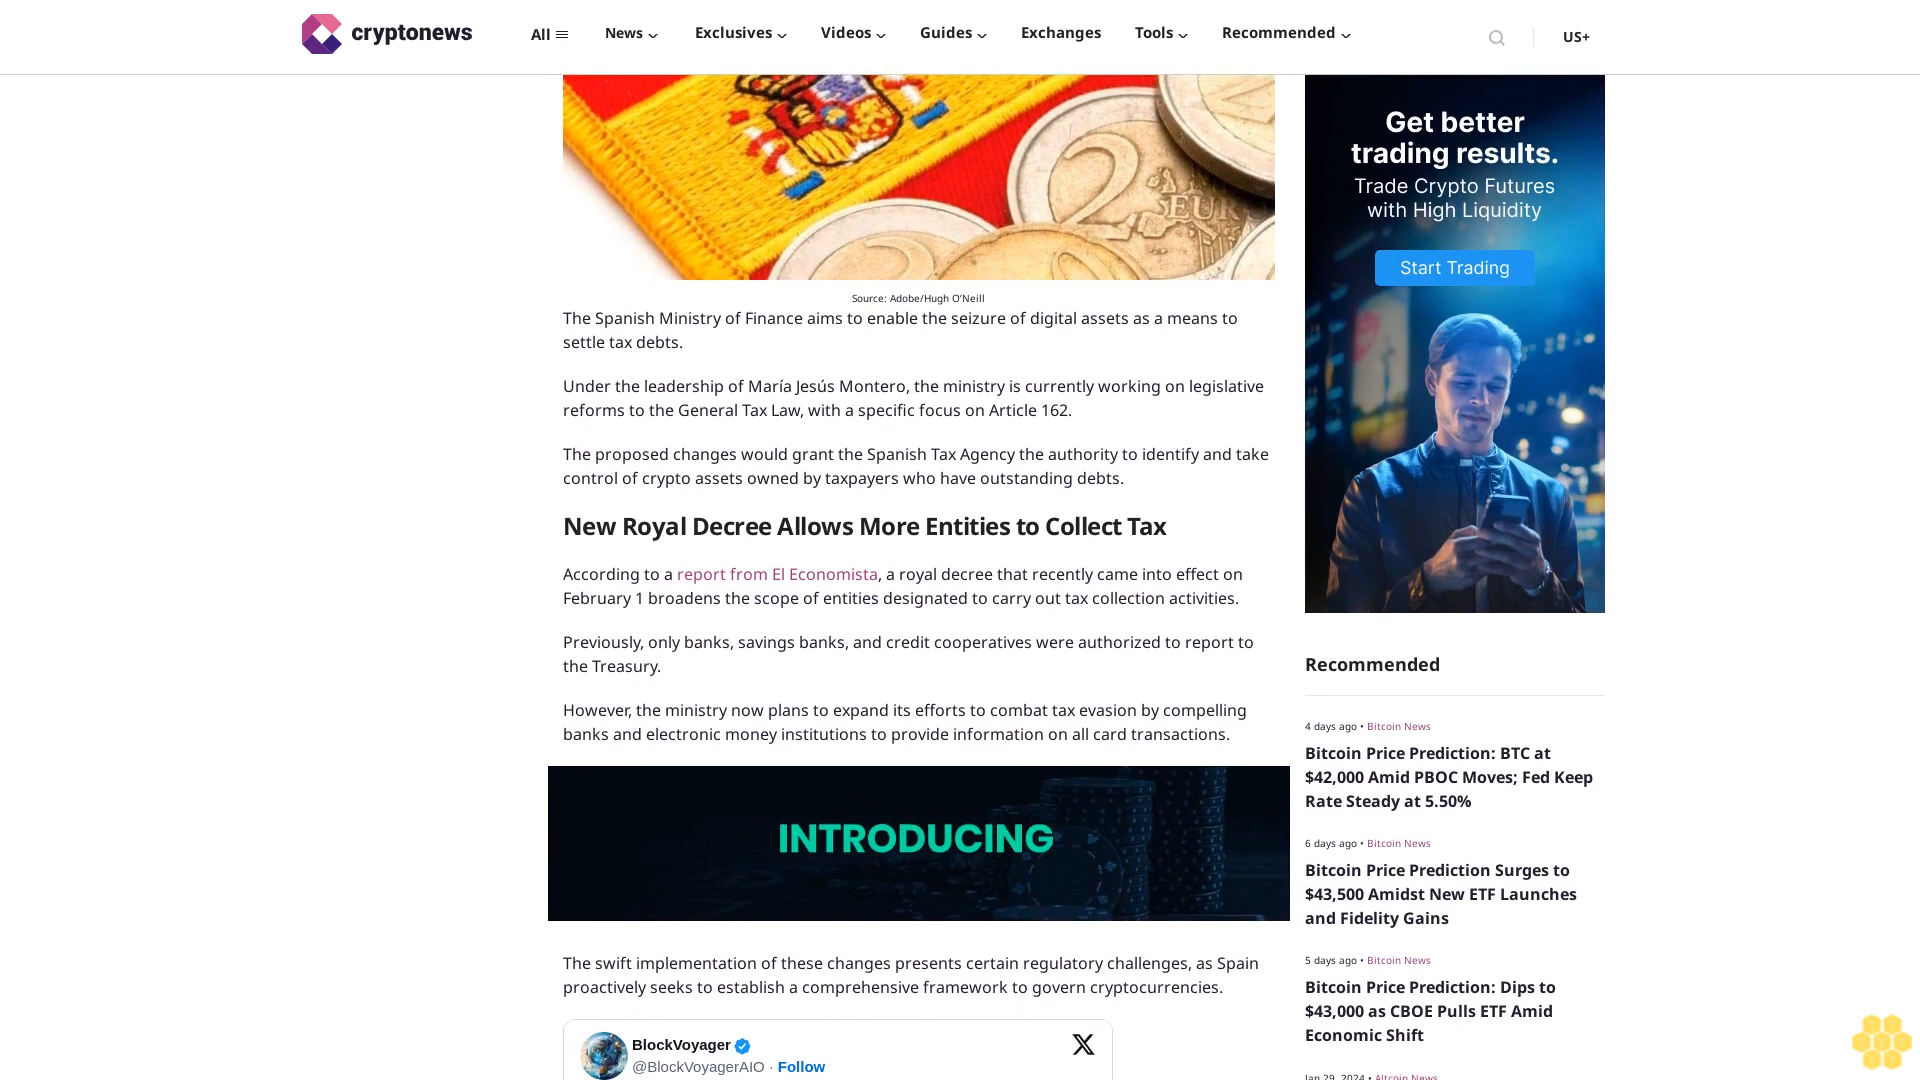 cryptonews
All
News
Exclusives
Videos
Guides
Exchanges
Tools
Recommended
US+
Get better
trading results.
Trade Crypto Futures
with High Liquidity
Start Trading
2
EURO
Source: Adobe/Hugh O’Neill
The Spanish Ministry of Finance aims to enable the seizure of digital assets as a means to
settle tax debts.
Under the leadership of María Jesús Montero, the ministry is currently working on legislative
reforms to the General Tax Law, with a specific focus on Article 162.
The proposed changes would grant the Spanish Tax Agency the authority to identify and take
control of crypto assets owned by taxpayers who have outstanding debts.
New Royal Decree Allows More Entities to Collect Tax
According to a report from El Economista, a royal decree that recently came into effect on
February 1 broadens the scope of entities designated to carry out tax collection activities.
Previously, only banks, savings banks, and credit cooperatives were authorized to report to
the Treasury.
However, the ministry now plans to expand its efforts to combat tax evasion by compelling
banks and electronic money institutions to provide information on all card transactions.
INTRODUCING
The swift implementation of these changes presents certain regulatory challenges, as Spain
proactively seeks to establish a comprehensive framework to govern cryptocurrencies.
BlockVoyager
@BlockVoyagerAIO · Follow
Recommended
4 days ago • Bitcoin News
Bitcoin Price Prediction: BTC at
$42,000 Amid PBOC Moves; Fed Keep
Rate Steady at 5.50%
6 days ago • Bitcoin News
Bitcoin Price Prediction Surges to
$43,500 Amidst New ETF Launches
and Fidelity Gains
5 days ago • Bitcoin News
Bitcoin Price Prediction: Dips to
$43,000 as CBOE Pulls ETF Amid
Economic Shift
Jan 29, 2024 • Altcoin News